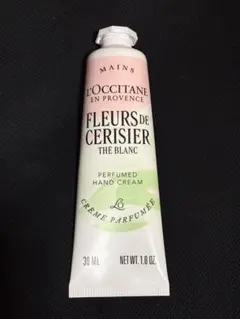 MAINS
L'OCCITANE
EN PROVENCE
FLEURS DE
CERISIER
THÉ BLANC
PERFUMED
HAND CREAM
CRÈME PARFUMÉE
30 ML NET WT. 1.0 OZ.